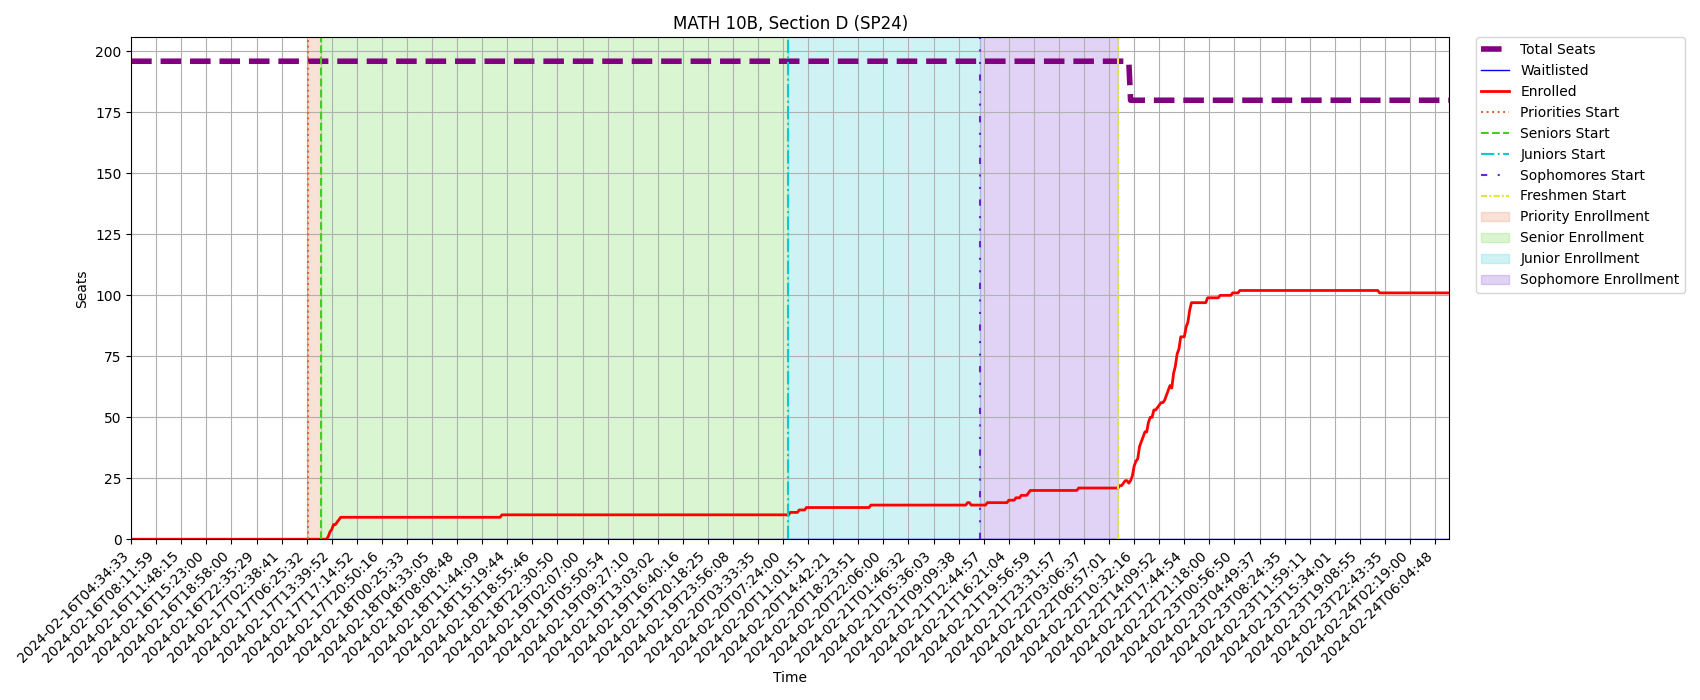 MATH 10B, Section D (SP24)
200
175
150
125
100
75
50
25
0
Seats
2024-02-16T04:34:33
2024-02-16T08:11:59
2024-02-16T11:48:15
2024-02-16T15:23:00
2024-02-16T18:58:00
2024-02-16T22:35:29
2024-02-17T02:38:41
2024-02-17T06:25:32
2024-02-17T13:39:52
2024-02-17T17:14:52
2024-02-17T20:50:16
2024-02-18T00:25:33
2024-02-18T04:33:05
2024-02-18T08:08:48
2024-02-18T11:44:09
2024-02-18T15:19:44
2024-02-18T18:55:46
2024-02-18T22:30:50
2024-02-19T02:07:00
2024-02-19T05:50:54
2024-02-19T09:27:10
2024-02-19T13:03:02
2024-02-19T16:40:16
2024-02-19T20:18:25
2024-02-19T23:56:08
2024-02-20T03:33:35
2024-02-20T07:24:00
2024-02-20T11:01:51
2024-02-20T14:42:21
2024-02-20T18:23:51
2024-02-20T22:06:00
2024-02-21T01:46:32
2024-02-21T05:36:03
2024-02-21T09:09:38
2024-02-21T12:44:57
2024-02-21T16:21:04
2024-02-21T19:56:59
2024-02-21T23:31:57
2024-02-22T03:06:37
2024-02-22T06:57:01
2024-02-22T10:32:16
2024-02-22T14:09:52
2024-02-22T17:44:54
2024-02-22T21:18:00
2024-02-23T00:56:50
2024-02-23T04:49:37
2024-02-23T08:24:35
2024-02-23T11:59:11
2024-02-23T15:34:01
2024-02-23T19:08:55
2024-02-23T22:43:35
2024-02-24T02:19:00
2024-02-24T06:04:48
Time
Total Seats
Waitlisted
Enrolled
Priorities Start
Seniors Start
Juniors Start
Sophomores Start
Freshmen Start
Priority Enrollment
Senior Enrollment
Junior Enrollment
Sophomore Enrollment